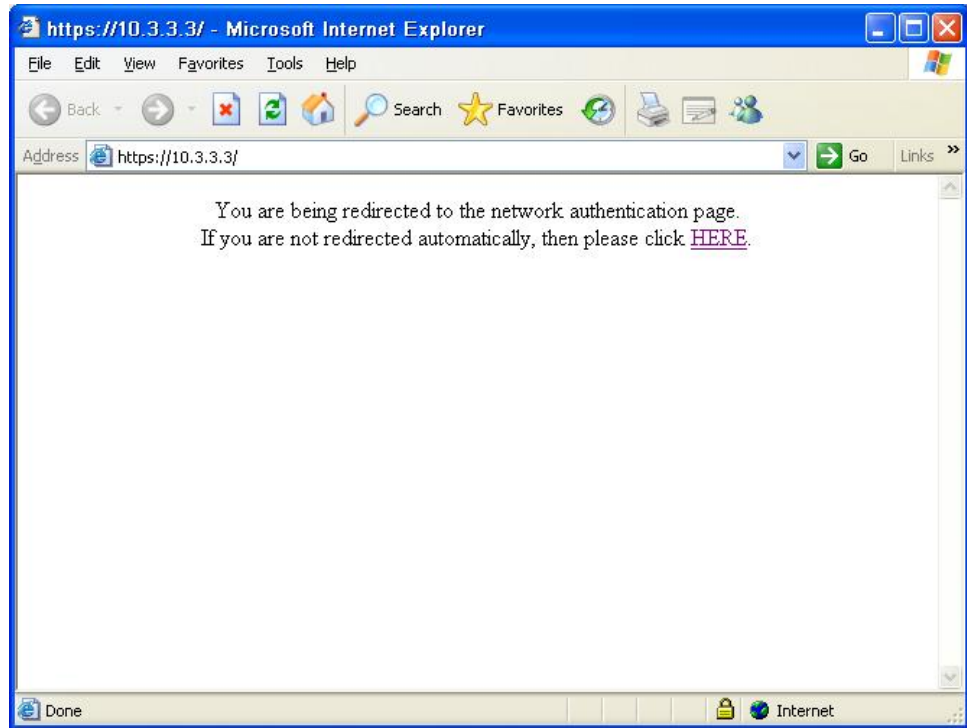 https://10.3.3.3/ - Microsoft Internet Explorer
File Edit View Favorites Tools Help
Back Search Favorites
Address https://10.3.3.3/ Go Links »
You are being redirected to the network authentication page.
If you are not redirected automatically, then please click HERE.
Done Internet